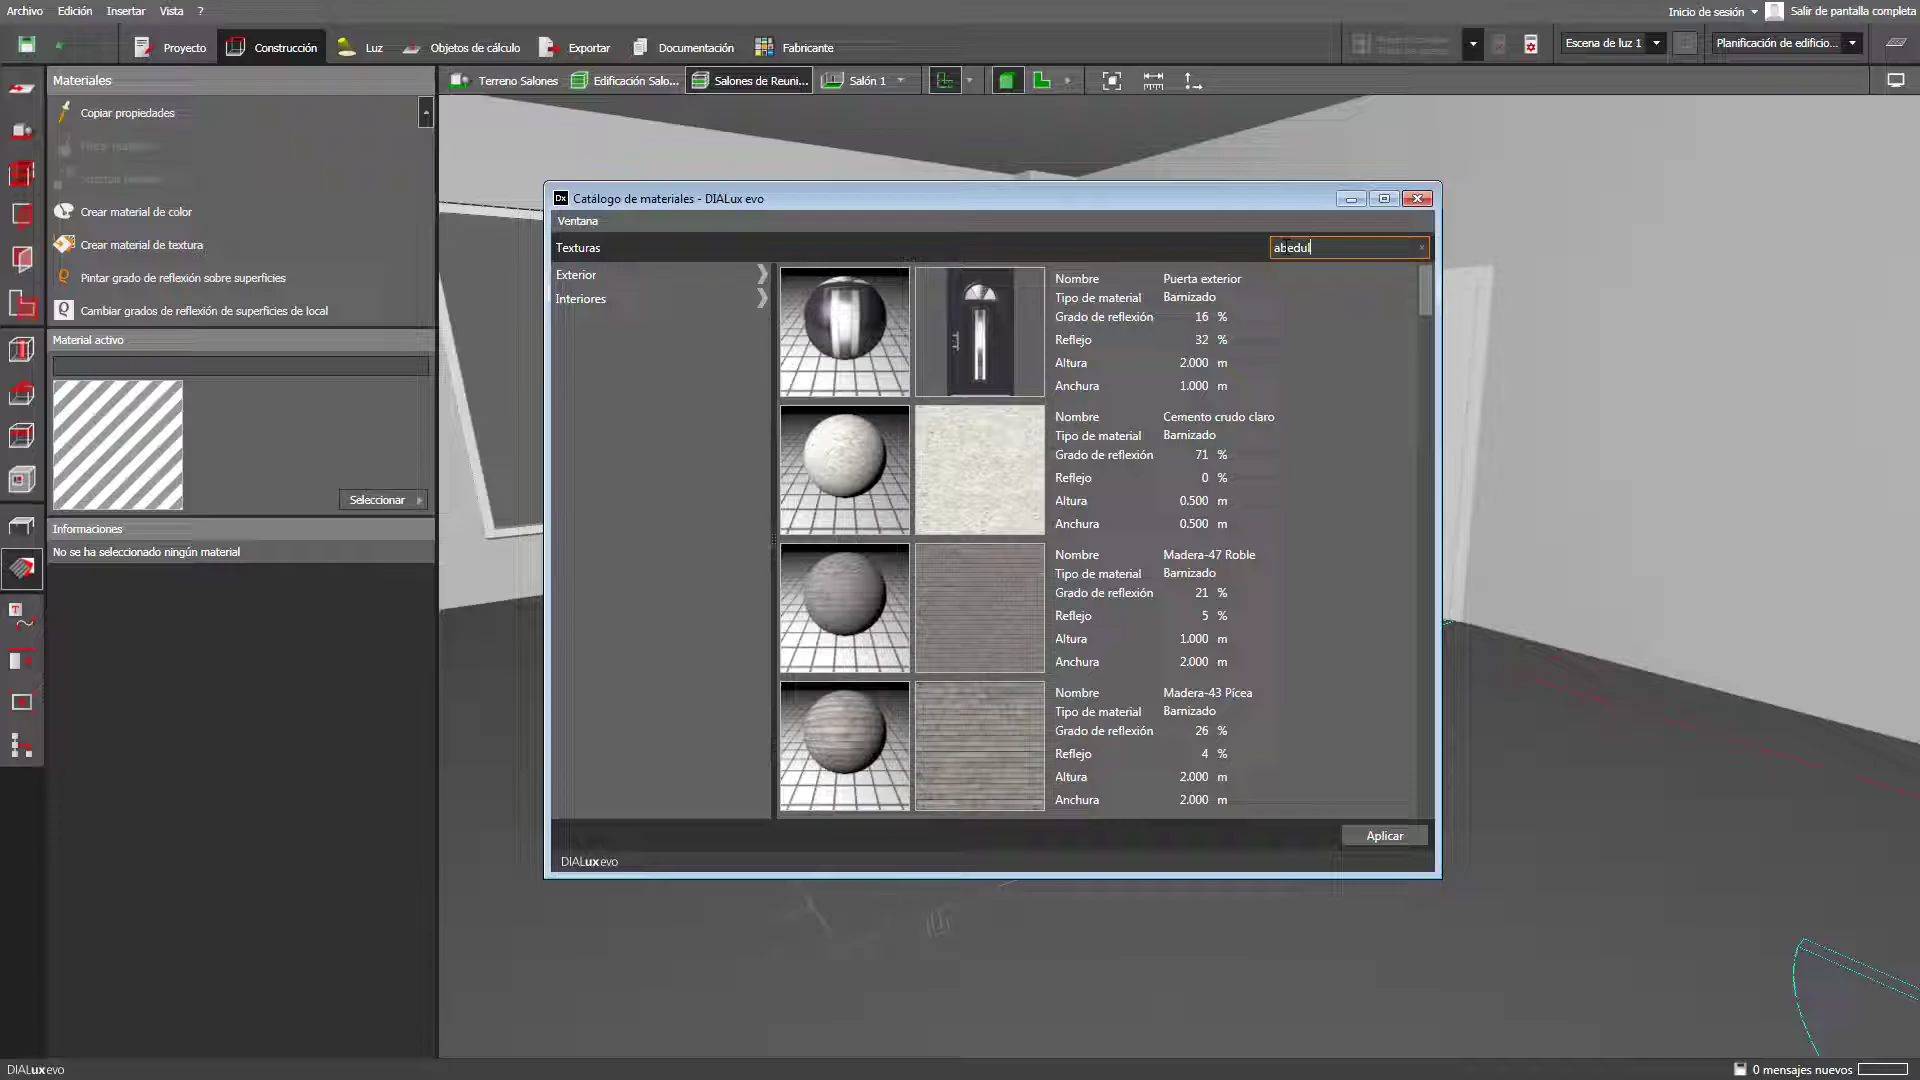 Archivo Edición Insertar Vista ?
Inicio de sesión Salir de pantalla completa
Proyecto Construcción Luz Objetos de cálculo Exportar Documentación Fabricante
Escena de luz 1 Planificación de edificio...
Materiales
Terreno Salones Edificación Salo... Salones de Reuni... Salón 1
Copiar propiedades
Crear material de color
Crear material de textura
Pintar grado de reflexión sobre superficies
Cambiar grados de reflexión de superficies de local
Material activo
Seleccionar
Informaciones
No se ha seleccionado ningún material
Dx Catálogo de materiales - DIALux evo
Ventana
Texturas abedul
Exterior
Interiores
Nombre Puerta exterior
Tipo de material Barnizado
Grado de reflexión 16 %
Reflejo 32 %
Altura 2.000 m
Anchura 1.000 m
Nombre Cemento crudo claro
Tipo de material Barnizado
Grado de reflexión 71 %
Reflejo 0 %
Altura 0.500 m
Anchura 0.500 m
Nombre Madera-47 Roble
Tipo de material Barnizado
Grado de reflexión 21 %
Reflejo 5 %
Altura 1.000 m
Anchura 2.000 m
Nombre Madera-43 Pícea
Tipo de material Barnizado
Grado de reflexión 26 %
Reflejo 4 %
Altura 2.000 m
Anchura 2.000 m
Aplicar
DIALux evo
DIALux evo
0 mensajes nuevos